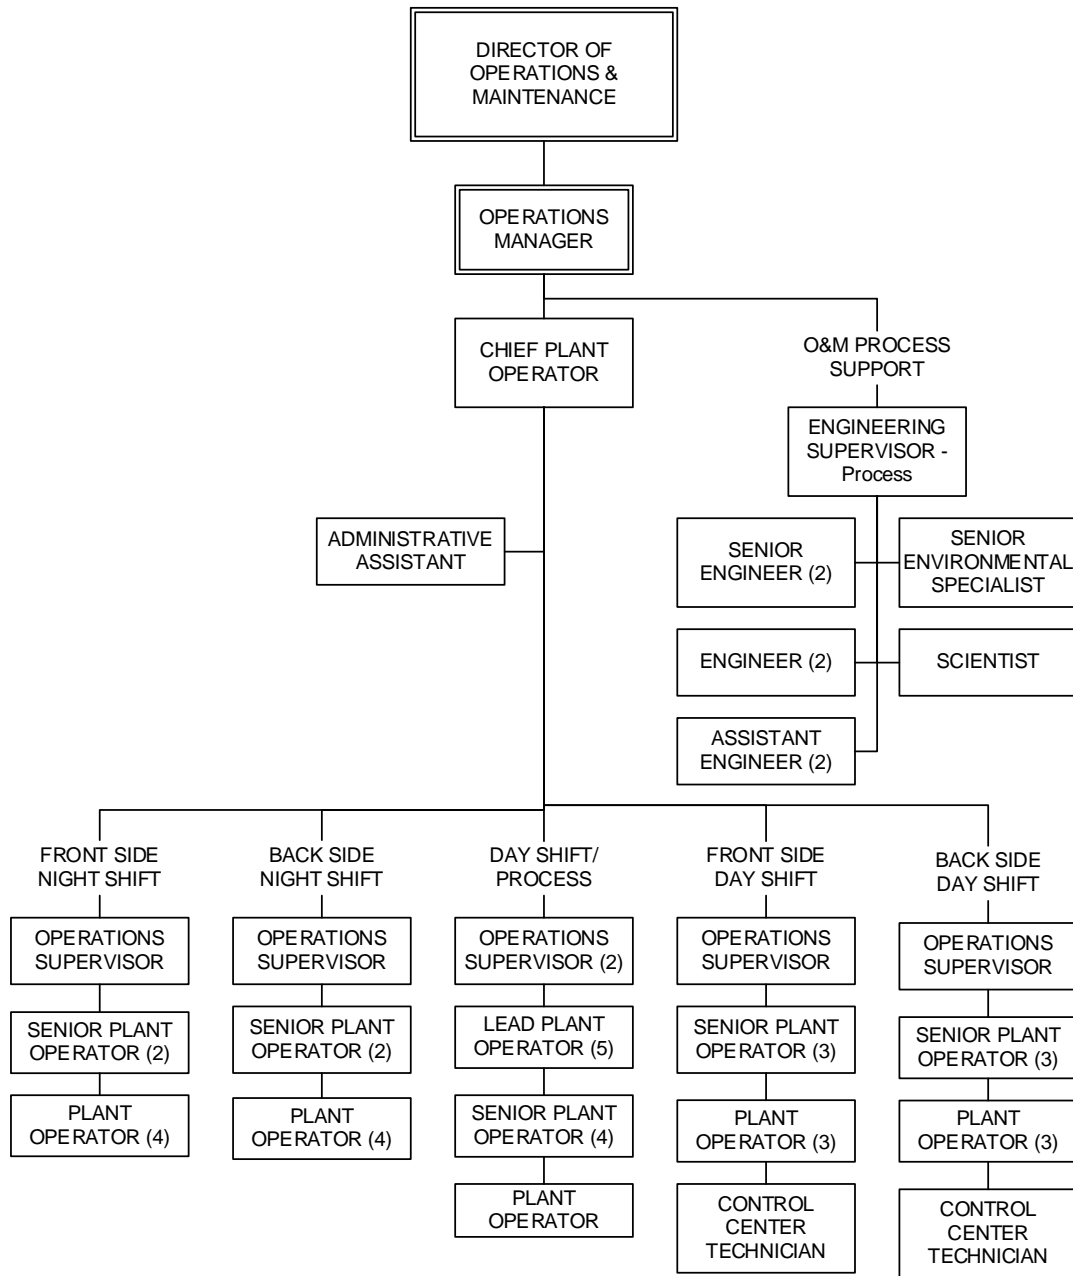 DIRECTOR OF
OPERATIONS &
MAINTENANCE
OPERATIONS
MANAGER
CHIEF PLANT
OPERATOR
O&M PROCESS
SUPPORT
ENGINEERING
SUPERVISOR -
Process
ADMINISTRATIVE
ASSISTANT
SENIOR
ENGINEER (2)
SENIOR
ENVIRONMENTAL
SPECIALIST
ENGINEER (2)
SCIENTIST
ASSISTANT
ENGINEER (2)
FRONT SIDE
NIGHT SHIFT
OPERATIONS
SUPERVISOR
SENIOR PLANT
OPERATOR (2)
PLANT
OPERATOR (4)
BACK SIDE
NIGHT SHIFT
OPERATIONS
SUPERVISOR
SENIOR PLANT
OPERATOR (2)
PLANT
OPERATOR (4)
DAY SHIFT/
PROCESS
OPERATIONS
SUPERVISOR (2)
LEAD PLANT
OPERATOR (5)
SENIOR PLANT
OPERATOR (4)
PLANT
OPERATOR
FRONT SIDE
DAY SHIFT
OPERATIONS
SUPERVISOR
SENIOR PLANT
OPERATOR (3)
PLANT
OPERATOR (3)
CONTROL
CENTER
TECHNICIAN
BACK SIDE
DAY SHIFT
OPERATIONS
SUPERVISOR
SENIOR PLANT
OPERATOR (3)
PLANT
OPERATOR (3)
CONTROL
CENTER
TECHNICIAN